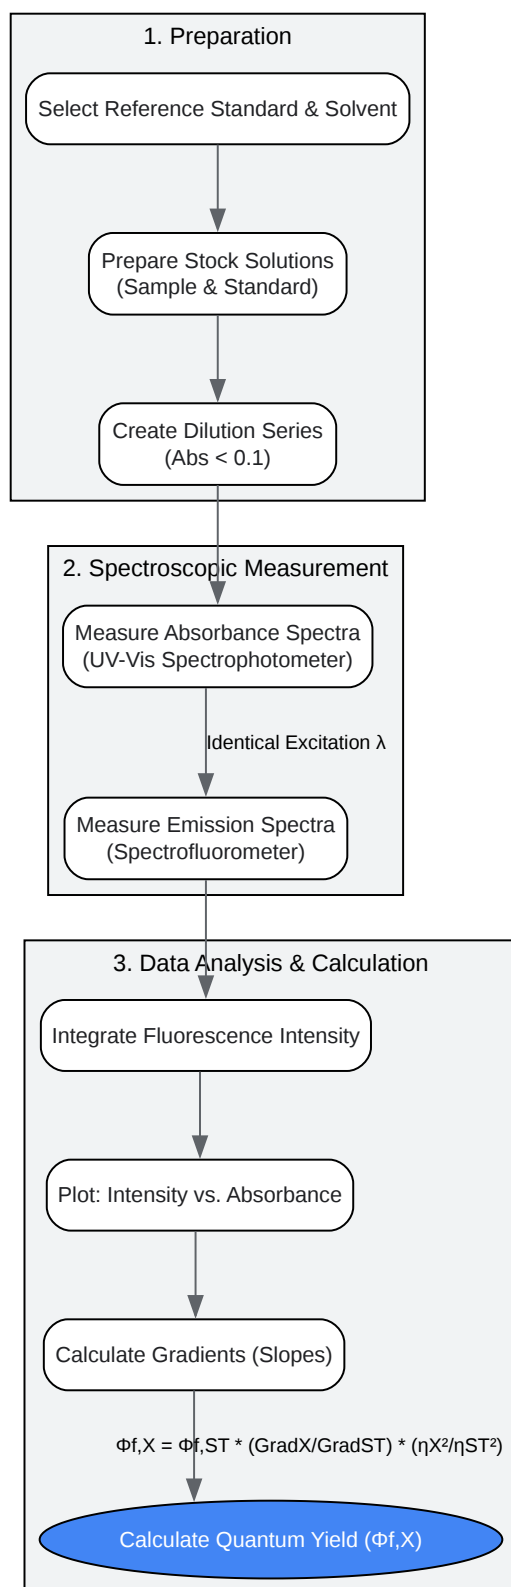 1. Preparation
Select Reference Standard & Solvent
Prepare Stock Solutions
(Sample & Standard)
Create Dilution Series
(Abs < 0.1)
2. Spectroscopic Measurement
Measure Absorbance Spectra
(UV-Vis Spectrophotometer)
Identical Excitation λ
Measure Emission Spectra
(Spectrofluorometer)
3. Data Analysis & Calculation
Integrate Fluorescence Intensity
Plot: Intensity vs. Absorbance
Calculate Gradients (Slopes)
Φf,X = Φf,ST * (GradX/GradST) * (ηX²/ηST²)
Calculate Quantum Yield (Φf,X)